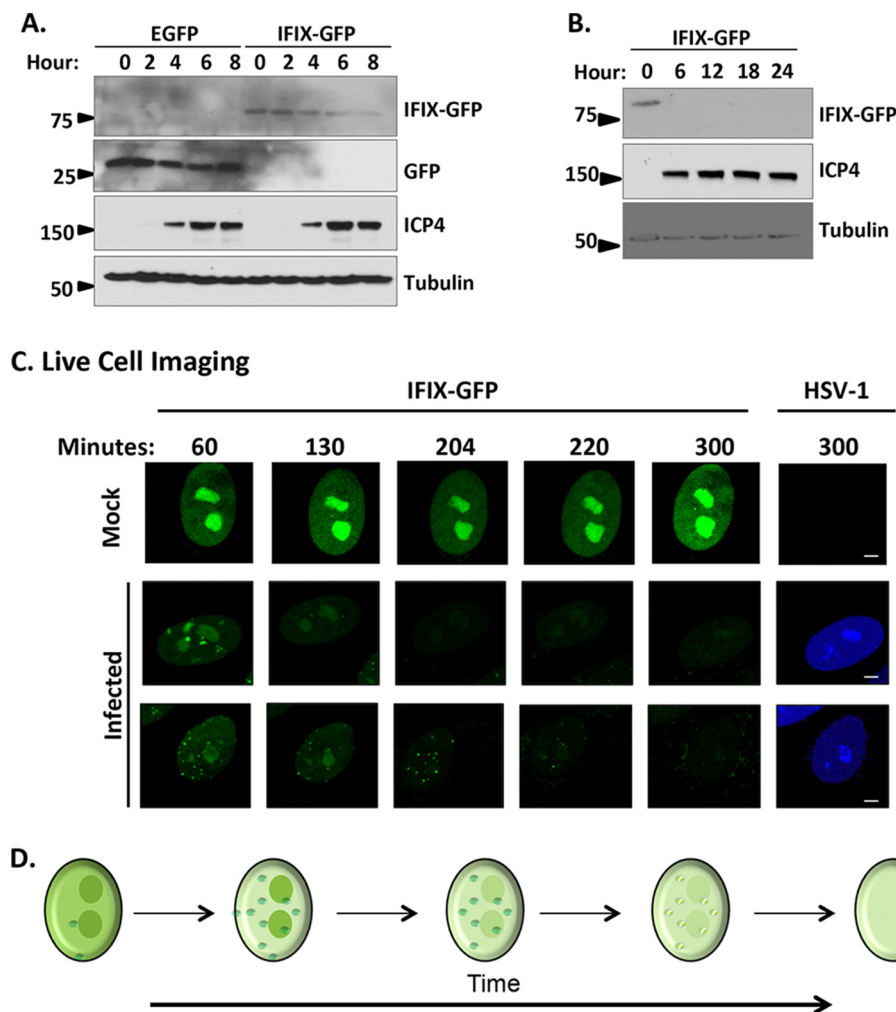 A.
EGFP IFIX-GFP
Hour: 0 2 4 6 8 0 2 4 6 8
75 IFIX-GFP
25 GFP
150 ICP4
50 Tubulin
B.
IFIX-GFP
Hour: 0 6 12 18 24
75 IFIX-GFP
150 ICP4
50 Tubulin
C. Live Cell Imaging
IFIX-GFP HSV-1
Minutes: 60 130 204 220 300 300
Mock
Infected
D.
Time